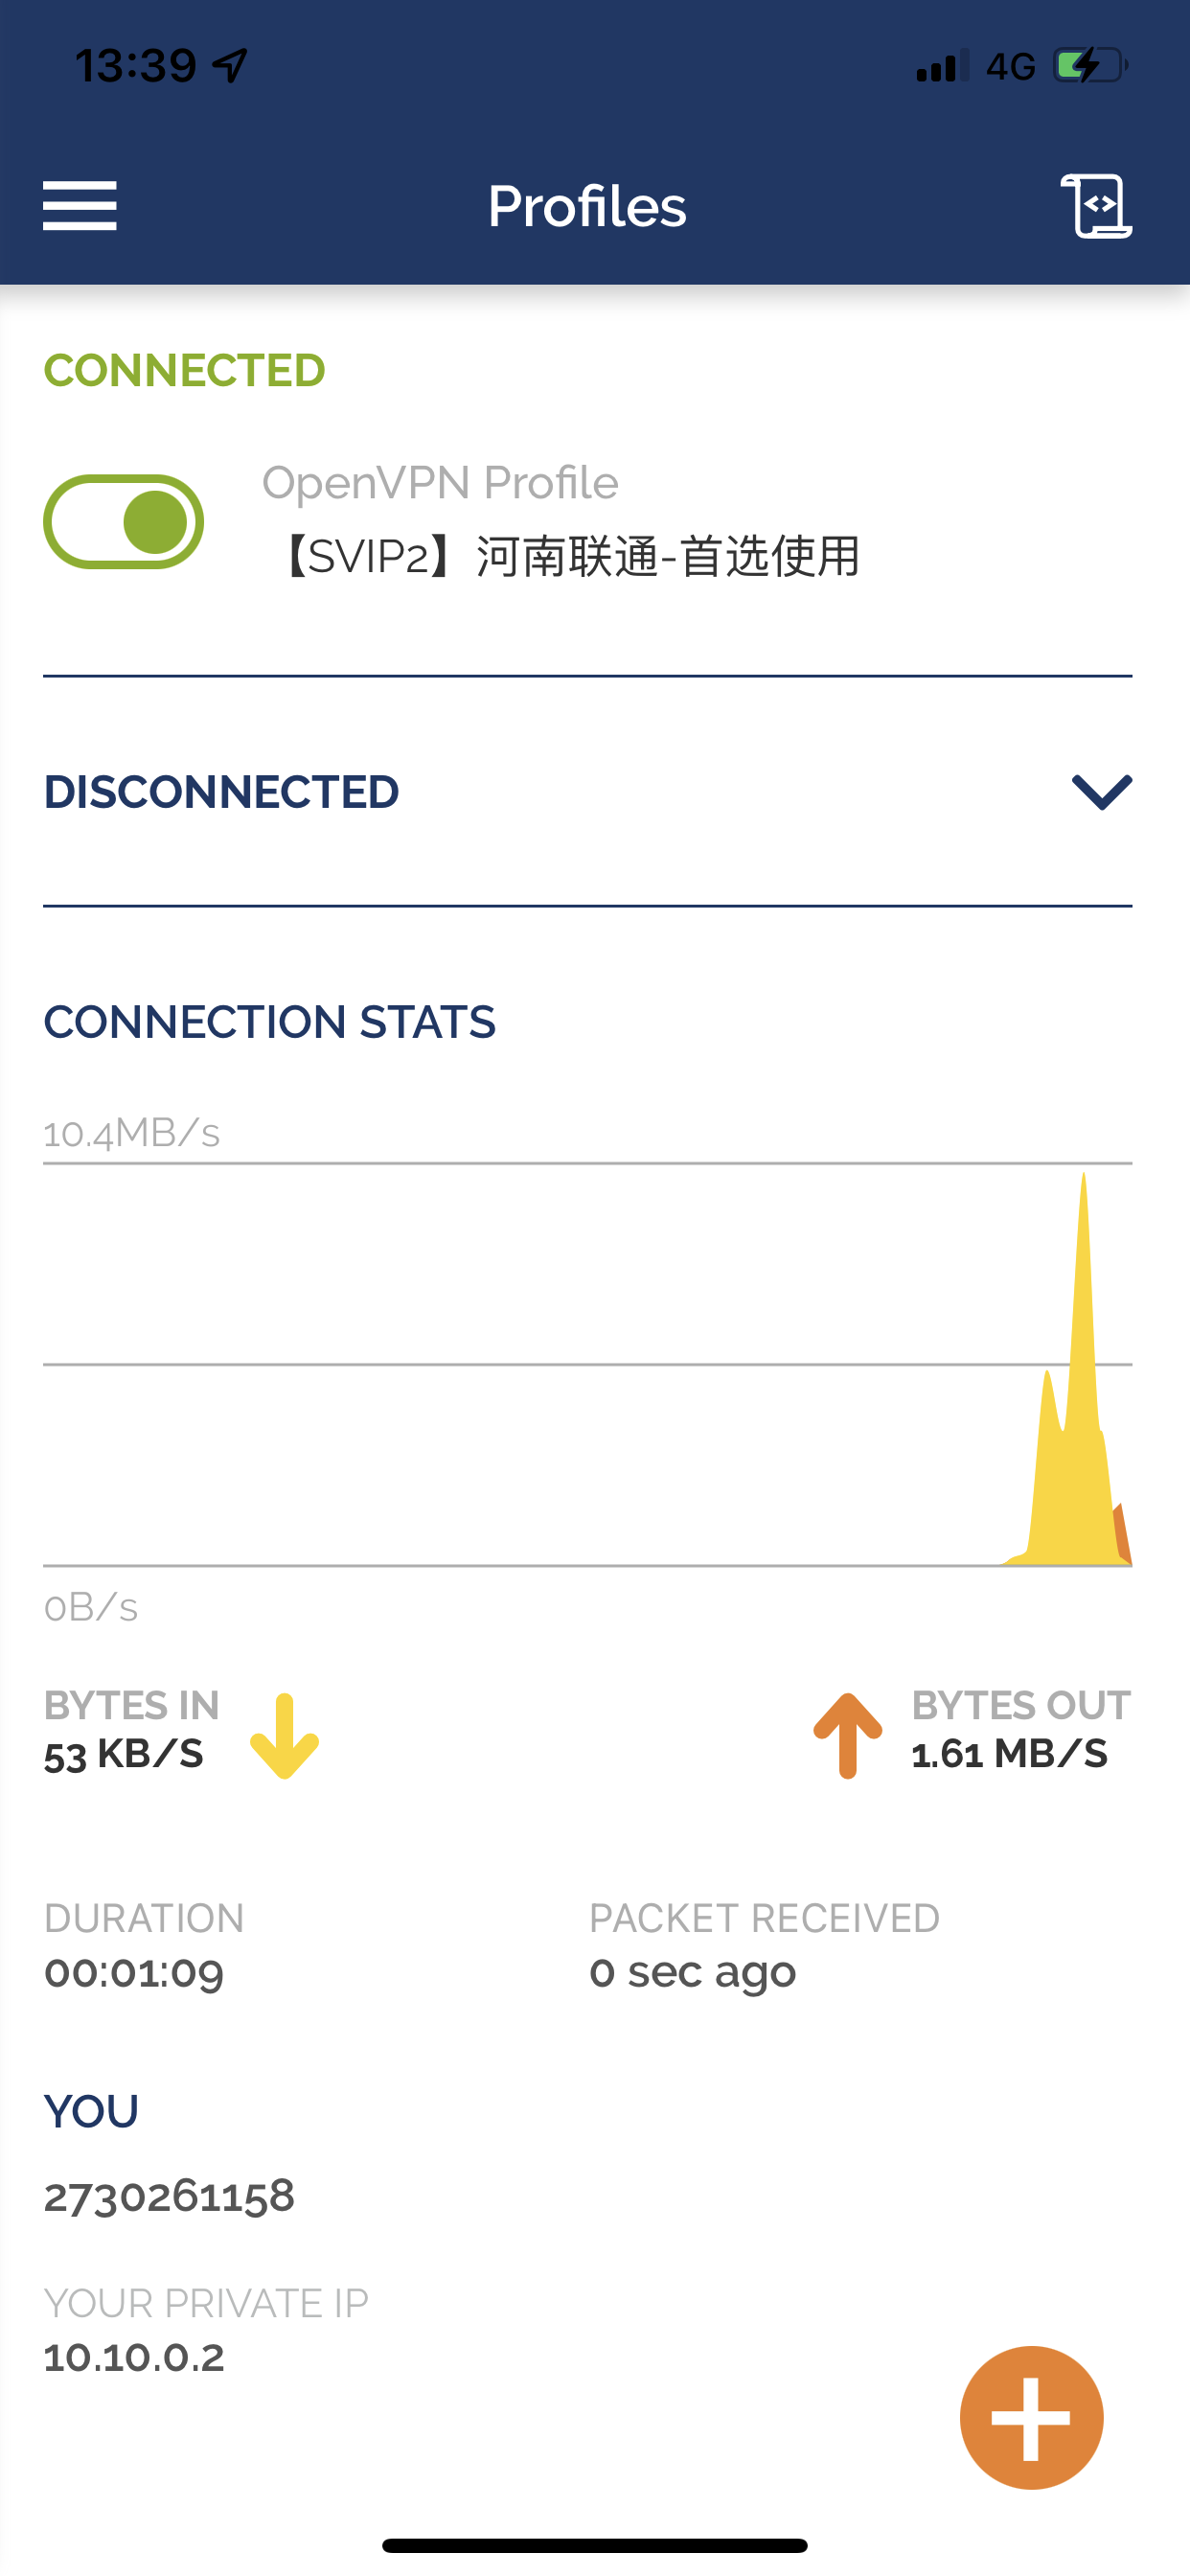 13:39
4G
Profiles
CONNECTED
OpenVPN Profile
【SVIP2】河南联通-首选使用
DISCONNECTED
CONNECTION STATS
10.4MB/s
0B/s
BYTES IN
53 KB/S
BYTES OUT
1.61 MB/S
DURATION
00:01:09
PACKET RECEIVED
0 sec ago
YOU
2730261158
YOUR PRIVATE IP
10.10.0.2